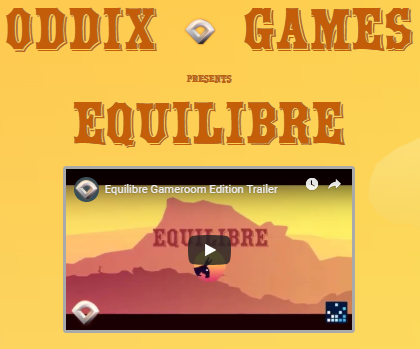 ODDIX GAMES
PRESENTS
EQUILIBRE
Equilibre Gameroom Edition Trailer
EQUILIBRE